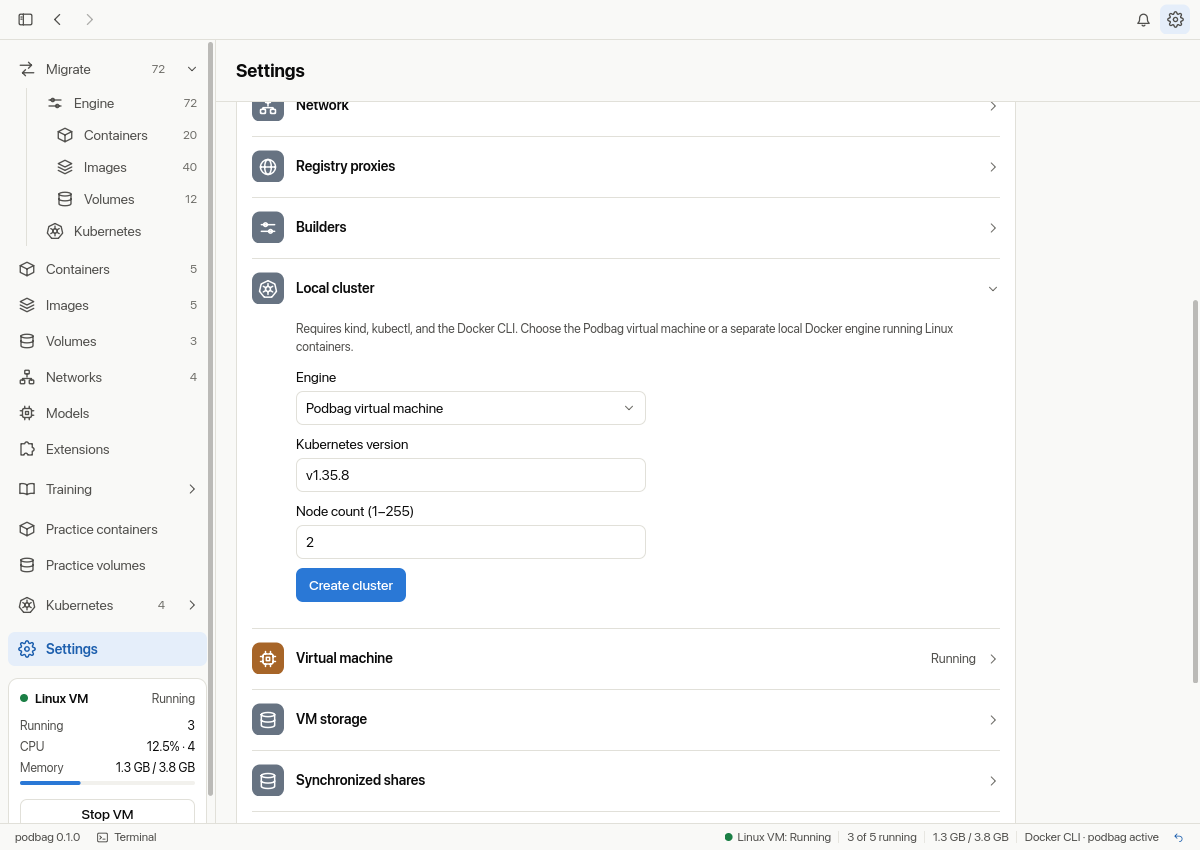 Migrate 72
Engine 72
Containers 20
Images 40
Volumes 12
Kubernetes
Containers 5
Images 5
Volumes 3
Networks 4
Models
Extensions
Training
Practice containers
Practice volumes
Kubernetes 4
Settings
Linux VM Running
Running 3
CPU 12.5% · 4
Memory 1.3 GB / 3.8 GB
Stop VM
Settings
Network
Registry proxies
Builders
Local cluster
Requires kind, kubectl, and the Docker CLI. Choose the Podbag virtual machine or a separate local Docker engine running Linux
containers.
Engine
Podbag virtual machine
Kubernetes version
v1.35.8
Node count (1–255)
2
Create cluster
Virtual machine Running
VM storage
Synchronized shares
podbag 0.1.0 Terminal Linux VM: Running 3 of 5 running 1.3 GB / 3.8 GB Docker CLI · podbag active